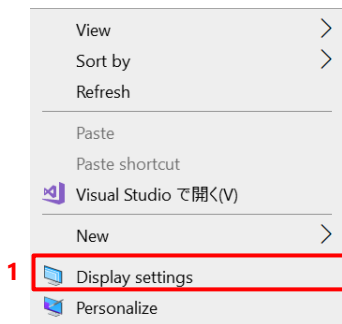 View
Sort by
Refresh
Paste
Paste shortcut
Visual Studio で開く(V)
New
1
Display settings
Personalize